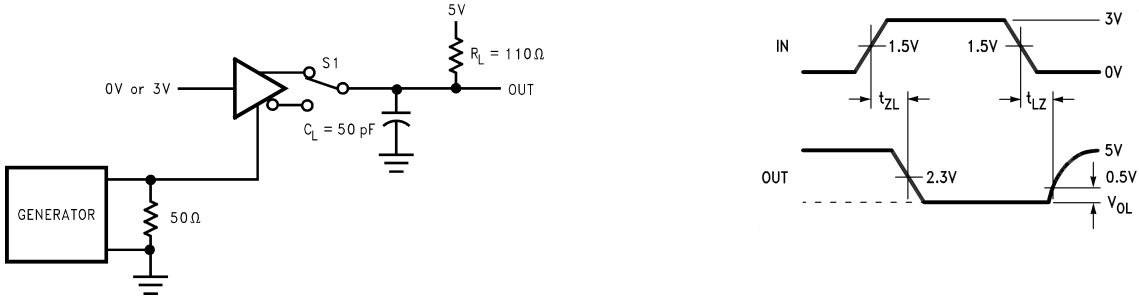 5V
R_L = 110Ω
S1
0V or 3V
OUT
C_L = 50 pF
GENERATOR
50Ω
IN
1.5V
1.5V
3V
0V
t_ZL
t_LZ
OUT
2.3V
5V
0.5V
V_OL